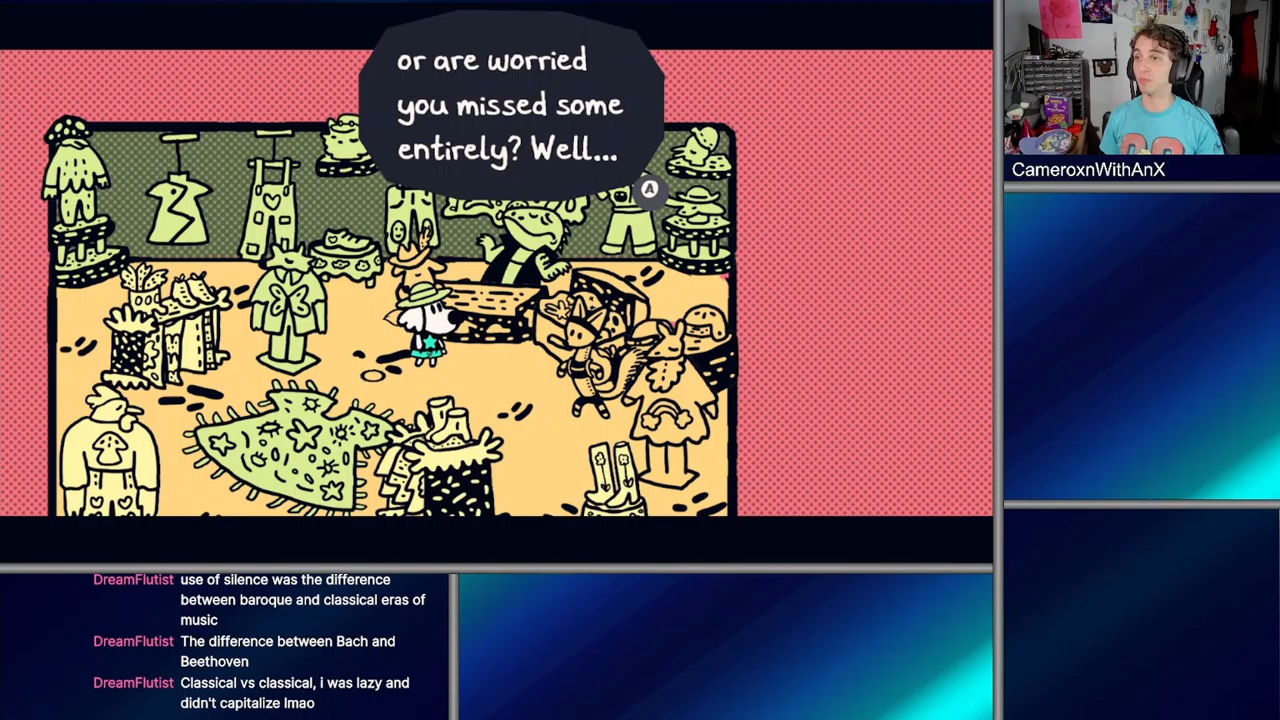 or are worried
you missed some
entirely? Well...
A
CameroxnWithAnX
DreamFlutist use of silence was the difference
between baroque and classical eras of
music
DreamFlutist The difference between Bach and
Beethoven
DreamFlutist Classical vs classical, i was lazy and
didn't capitalize lmao